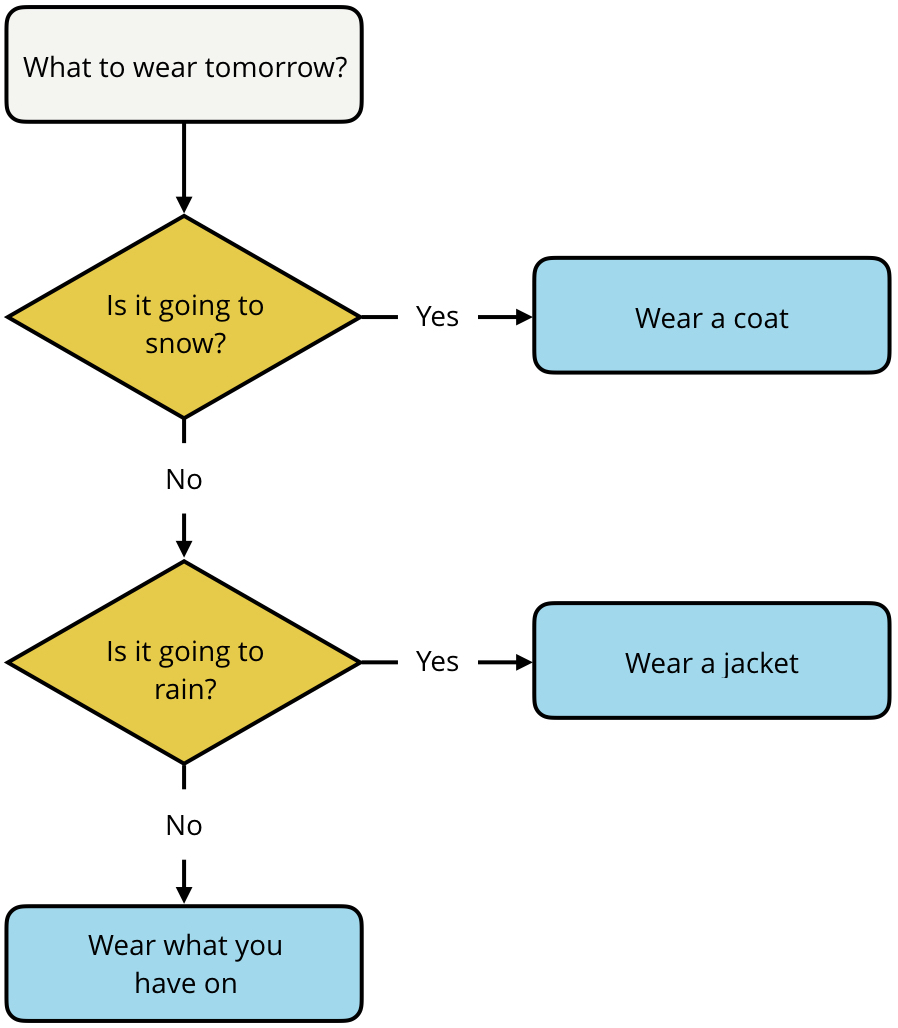 What to wear tomorrow?
Is it going to
snow?
Yes
Wear a coat
No
Is it going to
rain?
Yes
Wear a jacket
No
Wear what you
have on